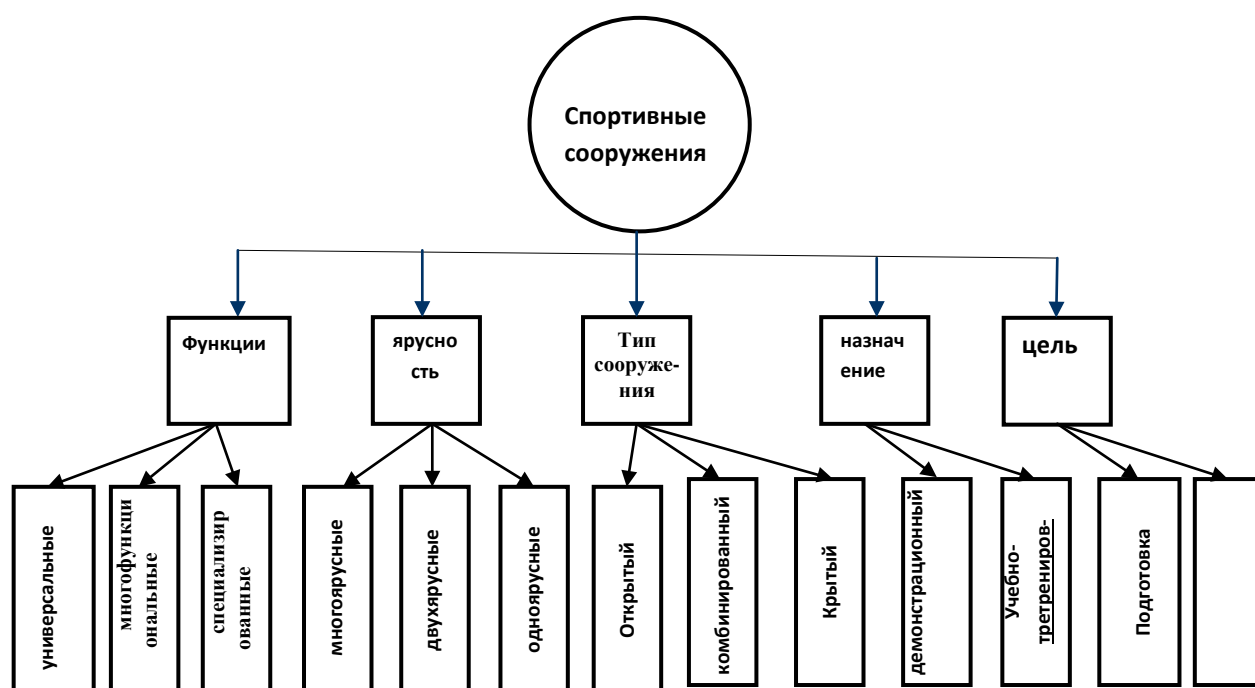 Спортивные
сооружения
Функции
ярусно
сть
Тип
сооруже-
ния
назнач
ение
цель
универсальные
многофункци
ональные
специализир
ованные
многоярусные
двухярусные
одноярусные
Открытый
комбинированный
Крытый
демонстрационный
Учебно-
третениров-
Подготовка